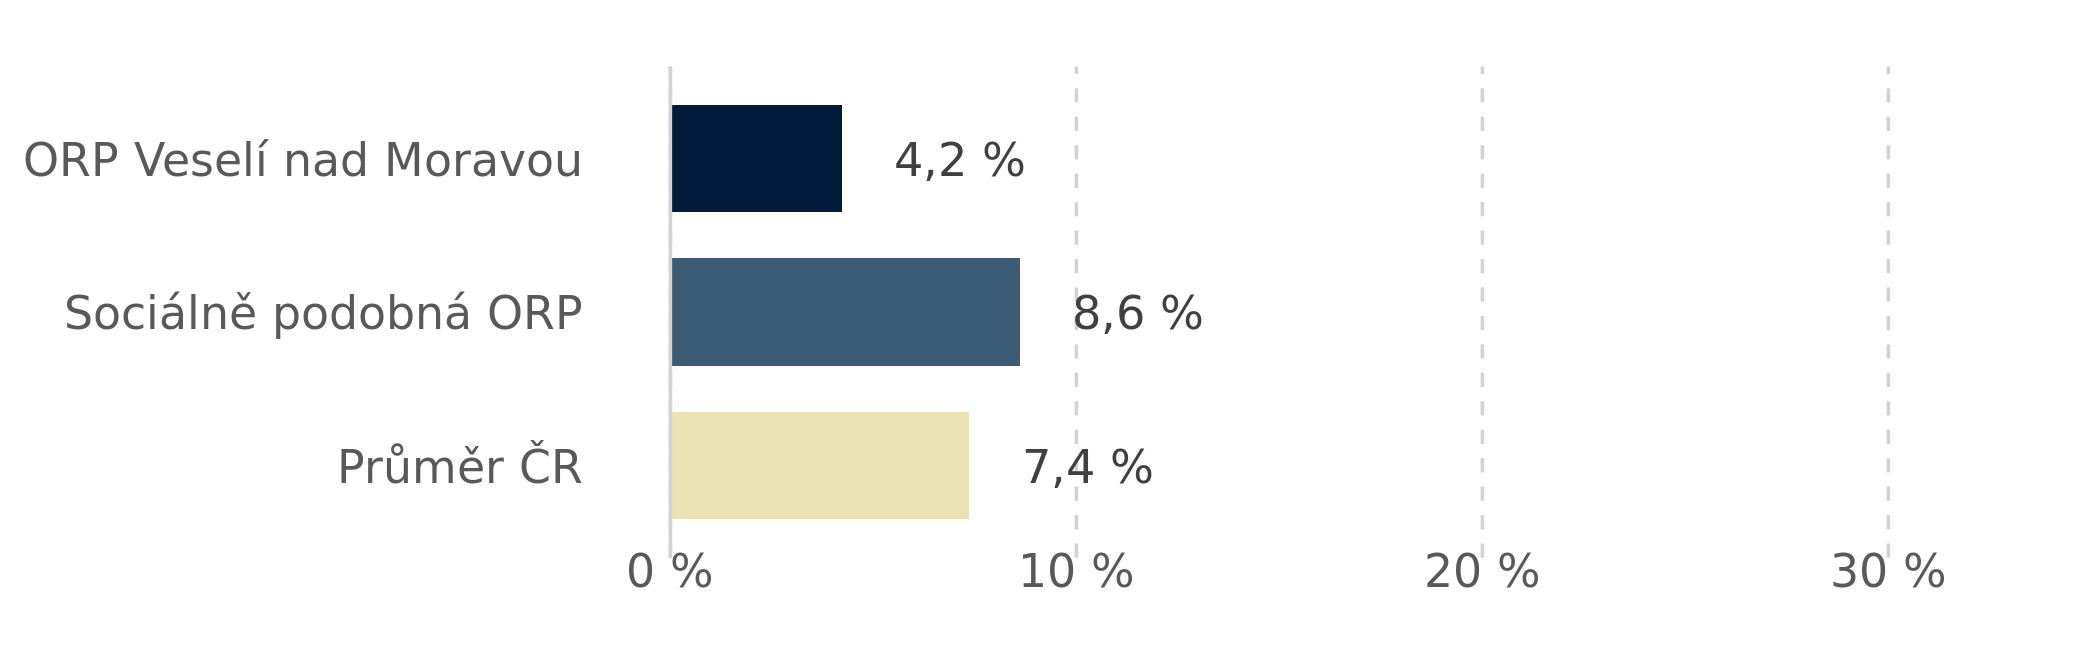 ORP Veselí nad Moravou 4,2 %
Sociálně podobná ORP 8,6 %
Průměr ČR 7,4 %
0 % 10 % 20 % 30 %